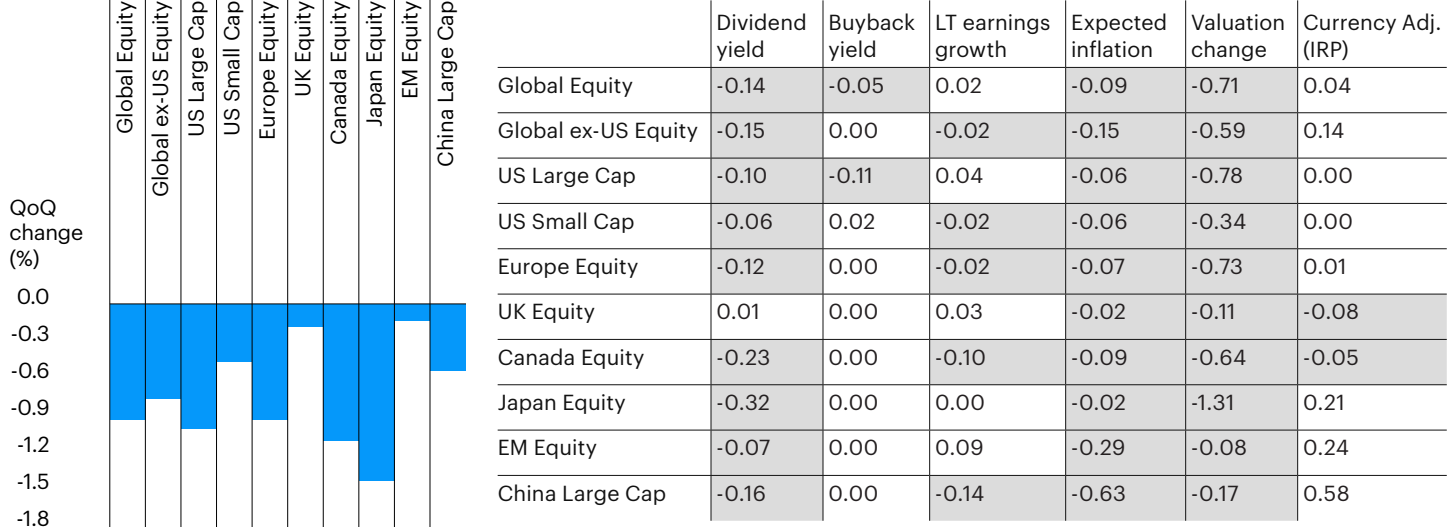 Global Equity
Global ex-US Equity
US Large Cap
US Small Cap
Europe Equity
UK Equity
Canada Equity
Japan Equity
EM Equity
China Large Cap
QoQ
change
(%)
0.0
-0.3
-0.6
-0.9
-1.2
-1.5
-1.8
Dividend yield Buyback yield LT earnings growth Expected inflation Valuation change Currency Adj. (IRP)
Global Equity -0.14 -0.05 0.02 -0.09 -0.71 0.04
Global ex-US Equity -0.15 0.00 -0.02 -0.15 -0.59 0.14
US Large Cap -0.10 -0.11 0.04 -0.06 -0.78 0.00
US Small Cap -0.06 0.02 -0.02 -0.06 -0.34 0.00
Europe Equity -0.12 0.00 -0.02 -0.07 -0.73 0.01
UK Equity 0.01 0.00 0.03 -0.02 -0.11 -0.08
Canada Equity -0.23 0.00 -0.10 -0.09 -0.64 -0.05
Japan Equity -0.32 0.00 0.00 -0.02 -1.31 0.21
EM Equity -0.07 0.00 0.09 -0.29 -0.08 0.24
China Large Cap -0.16 0.00 -0.14 -0.63 -0.17 0.58